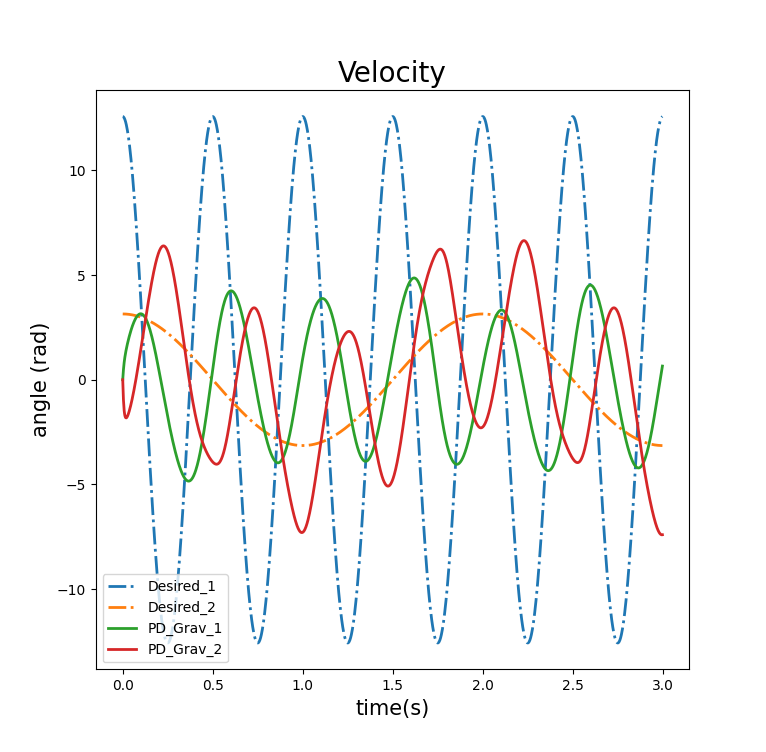 Velocity
angle (rad)
10
5
0
−5
−10
Desired_1
Desired_2
PD_Grav_1
PD_Grav_2
0.0 0.5 1.0 1.5 2.0 2.5 3.0
time(s)